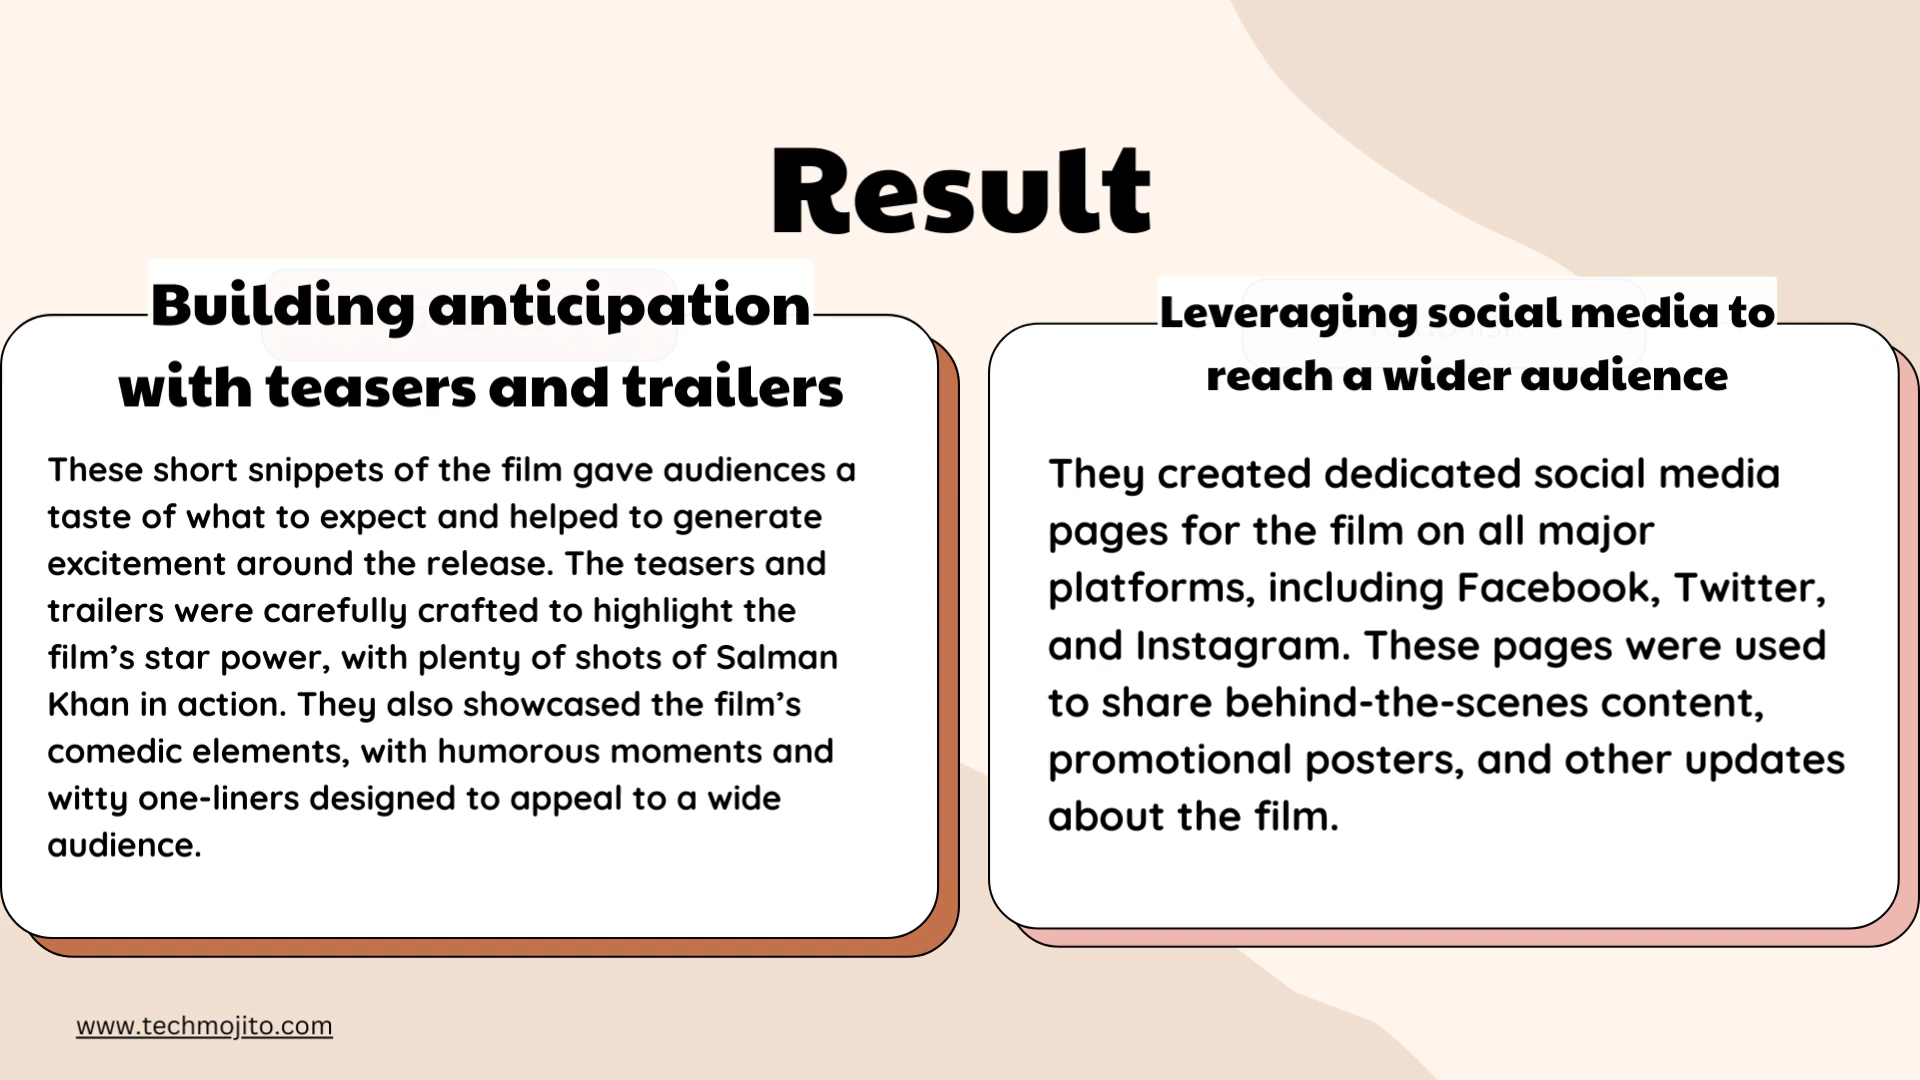 Result
Building anticipation
with teasers and trailers
These short snippets of the film gave audiences a
taste of what to expect and helped to generate
excitement around the release. The teasers and
trailers were carefully crafted to highlight the
film’s star power, with plenty of shots of Salman
Khan in action. They also showcased the film’s
comedic elements, with humorous moments and
witty one-liners designed to appeal to a wide
audience.
Leveraging social media to
reach a wider audience
They created dedicated social media
pages for the film on all major
platforms, including Facebook, Twitter,
and Instagram. These pages were used
to share behind-the-scenes content,
promotional posters, and other updates
about the film.
www.techmojito.com